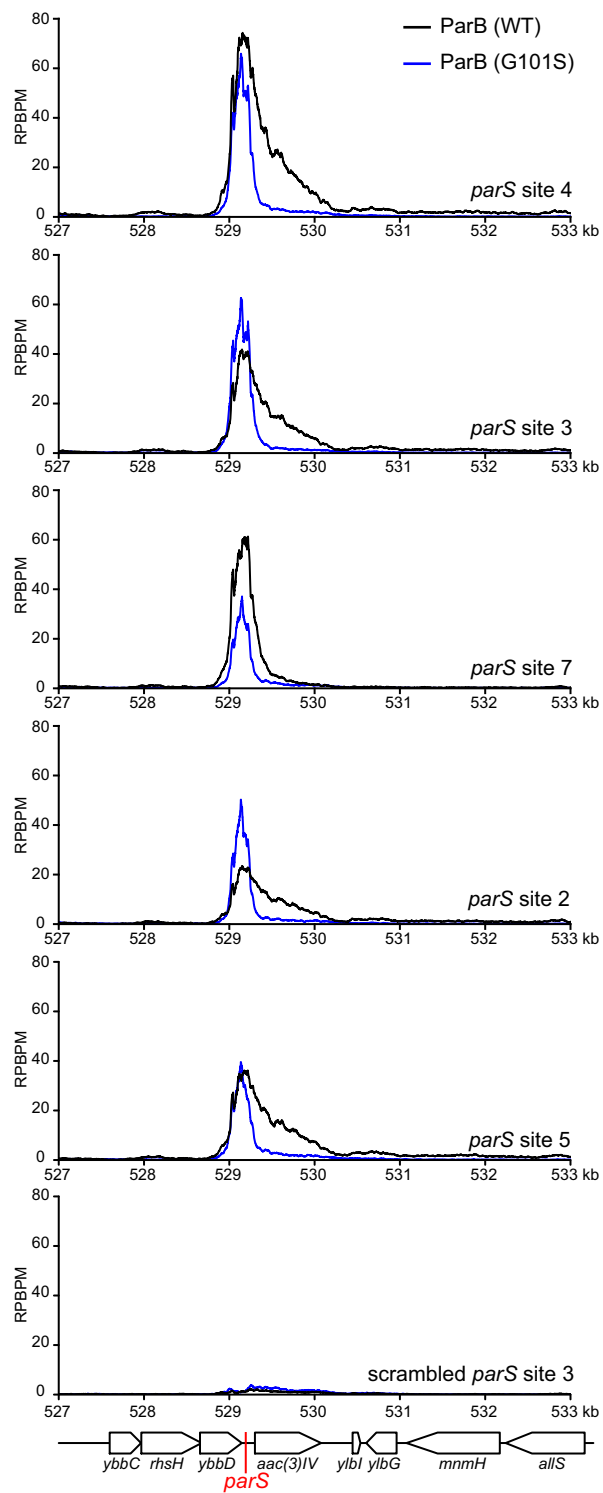 ParB (WT)
ParB (G101S)
80
60
40
20
0
RPBPM
parS site 4
527 528 529 530 531 532 533 kb
80
60
40
20
0
RPBPM
parS site 3
527 528 529 530 531 532 533 kb
80
60
40
20
0
RPBPM
parS site 7
527 528 529 530 531 532 533 kb
80
60
40
20
0
RPBPM
parS site 2
527 528 529 530 531 532 533 kb
80
60
40
20
0
RPBPM
parS site 5
527 528 529 530 531 532 533 kb
80
60
40
20
0
RPBPM
scrambled parS site 3
527 528 529 530 531 532 533 kb
ybbC rhsH ybbD aac(3)IV ylbI ylbG mnmH allS
parS